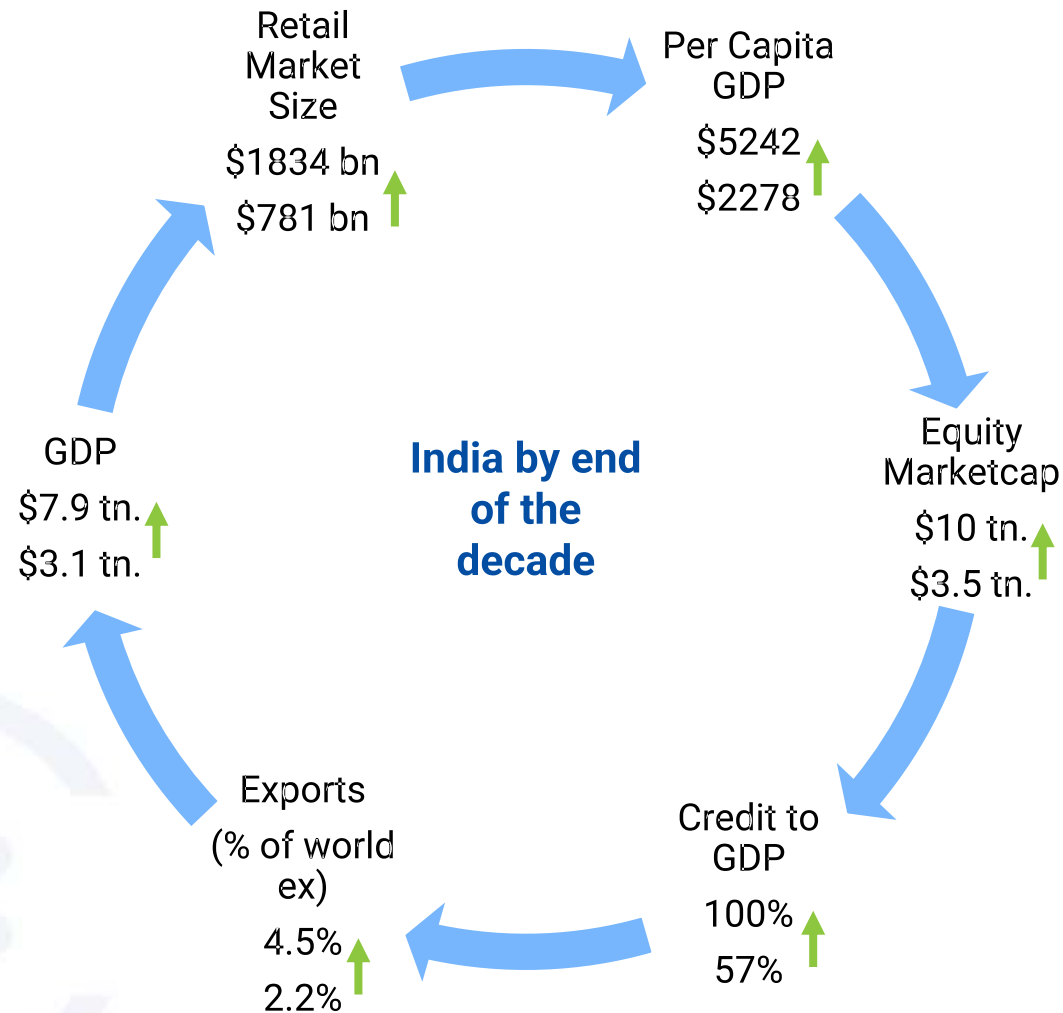 Retail
Market
Size
$1834 bn
$781 bn
Per Capita
GDP
$5242
$2278
Equity
Marketcap
$10 tn.
$3.5 tn.
Credit to
GDP
100%
57%
Exports
(% of world
ex)
4.5%
2.2%
GDP
$7.9 tn.
$3.1 tn.
India by end
of the
decade